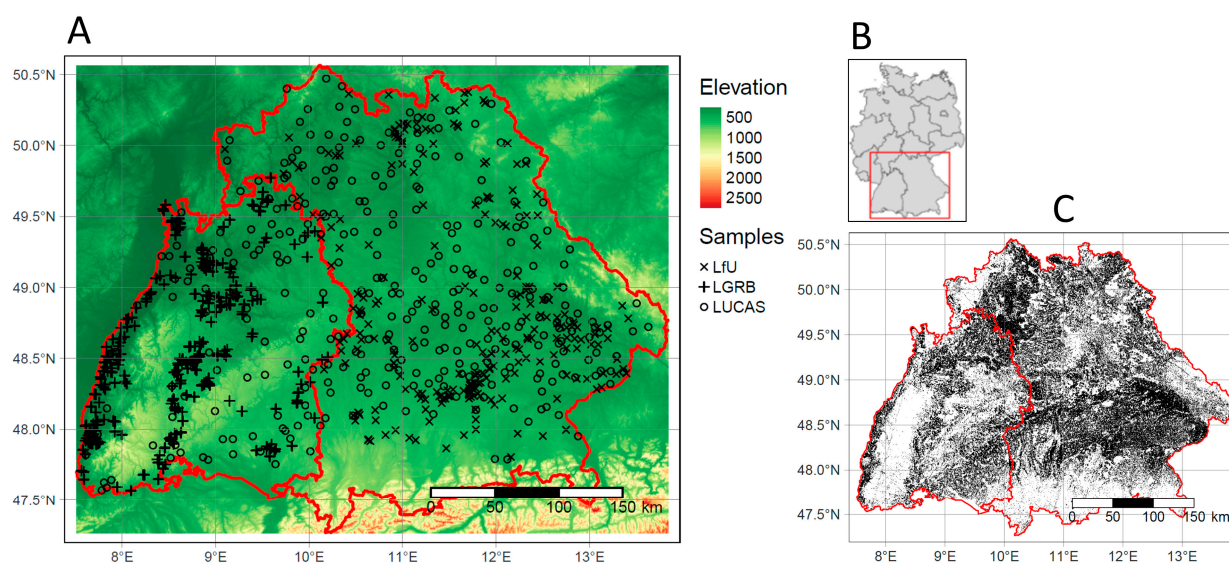 A
50.5°N
50.0°N
49.5°N
49.0°N
48.5°N
48.0°N
47.5°N
8°E 9°E 10°E 11°E 12°E 13°E
0 50 100 150 km
Elevation
500
1000
1500
2000
2500
Samples
× LfU
+ LGRB
○ LUCAS
B
C
50.5°N
50.0°N
49.5°N
49.0°N
48.5°N
48.0°N
47.5°N
0 50 100 150 km
8°E 9°E 10°E 11°E 12°E 13°E